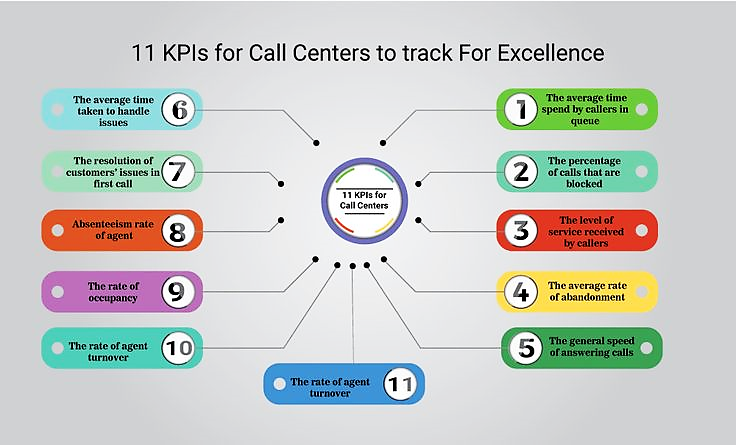 11 KPIs for Call Centers to track For Excellence
The average time
taken to handle
issues
6
1
The average time
spend by callers in
queue
The resolution of
customers' issues in
first call
7
2
The percentage
of calls that are
blocked
11 KPIs for
Call Centers
Absenteeism rate
of agent
8
3
The level of
service received
by callers
The rate of
occupancy
9
4
The average rate
of abandonment
The rate of agent
turnover
10
5
The general speed
of answering calls
The rate of agent
turnover
11